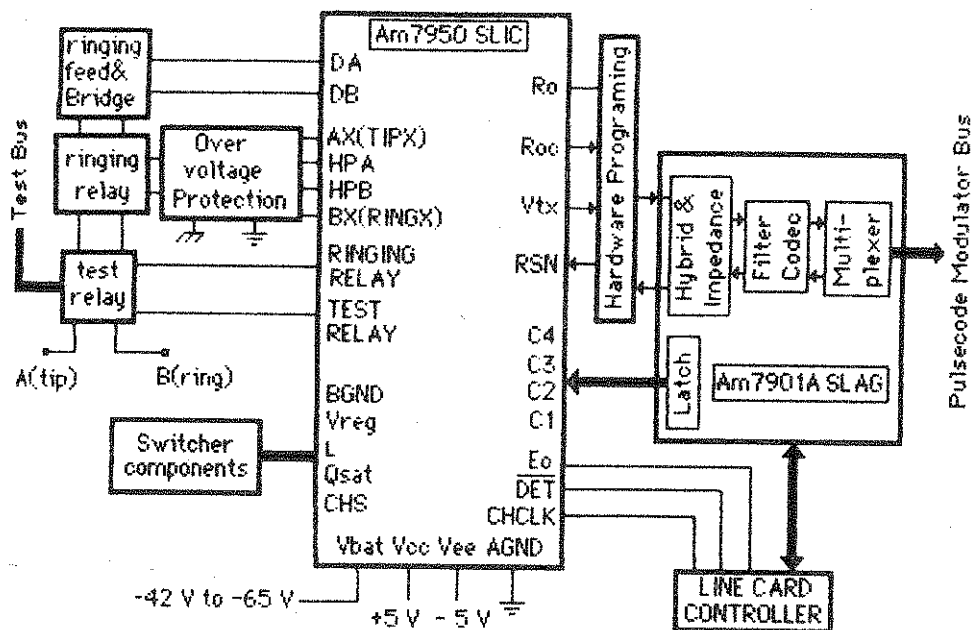 Am7950 SLIC
ringing
feed&
Bridge
DA
DB
Test Bus
ringing
relay
Over
voltage
Protection
AX(TIPX)
HPA
HPB
BX(RINGX)
test
relay
RINGING
RELAY
TEST
RELAY
A(tip)
B(ring)
BGND
Vreg
L
Qsat
CHS
Switcher
components
Vbat Vcc Vee AGND
-42 V to -65 V
+5 V - 5 V
Ro
Roc
Vtx
RSN
C4
C3
C2
C1
Eo
DET
CHCLK
Hardware Programing
Hybrid &
Impedance
Filter
Codec
Multi-
plexer
Latch
Am7901A SLAG
Pulsecode Modulator Bus
LINE CARD
CONTROLLER